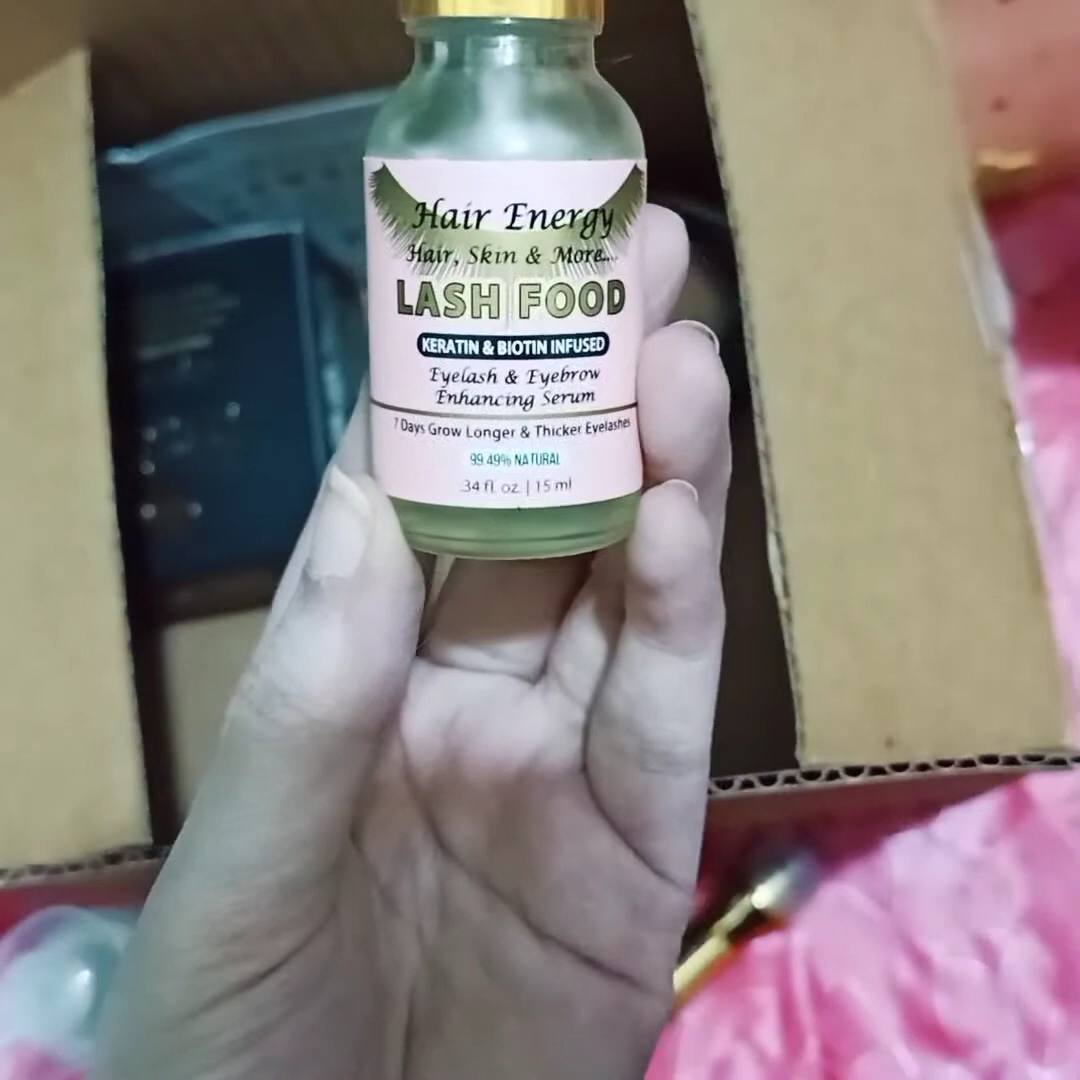 Hair Energy
Hair, Skin & More...
LASH FOOD
KERATIN & BIOTIN INFUSED
Eyelash & Eyebrow
Enhancing Serum
7 Days Grow Longer & Thicker Eyelashes
99.49% NATURAL
.34 fl. oz. | 15 ml